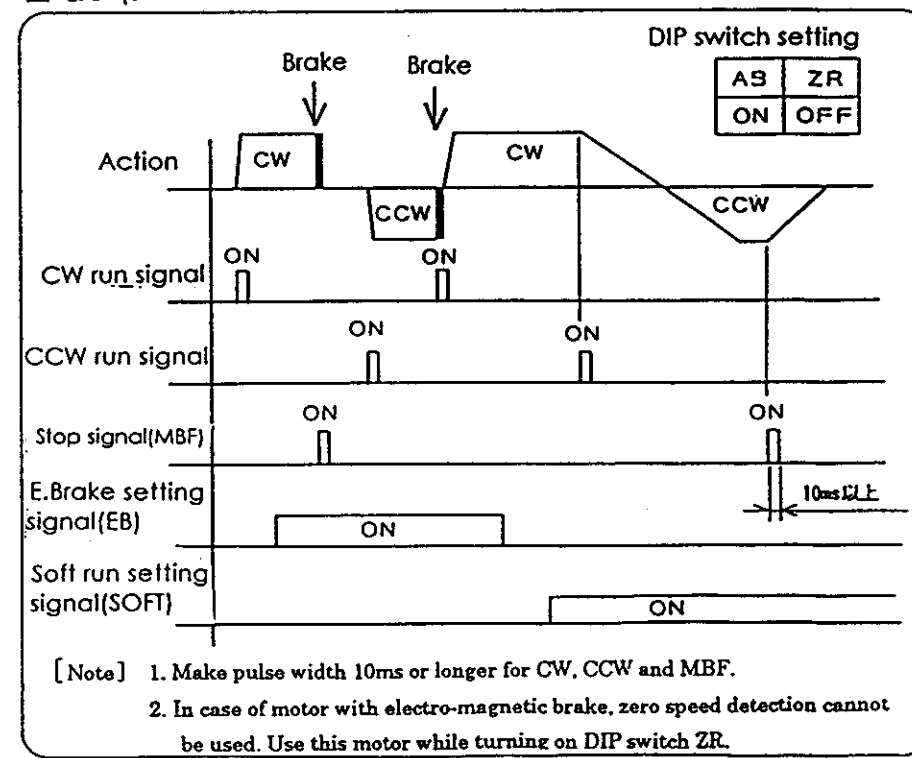 DIP switch setting
AS ZR
ON OFF
Brake Brake
Action CW CCW CW CCW
ON ON
CW run signal
ON ON
CCW run signal
ON ON
Stop signal(MBF)
10ms以上
E.Brake setting
signal(EB)
ON
Soft run setting
signal(SOFT)
ON
[Note] 1. Make pulse width 10ms or longer for CW, CCW and MBF.
2. In case of motor with electro-magnetic brake, zero speed detection cannot
be used. Use this motor while turning on DIP switch ZR.